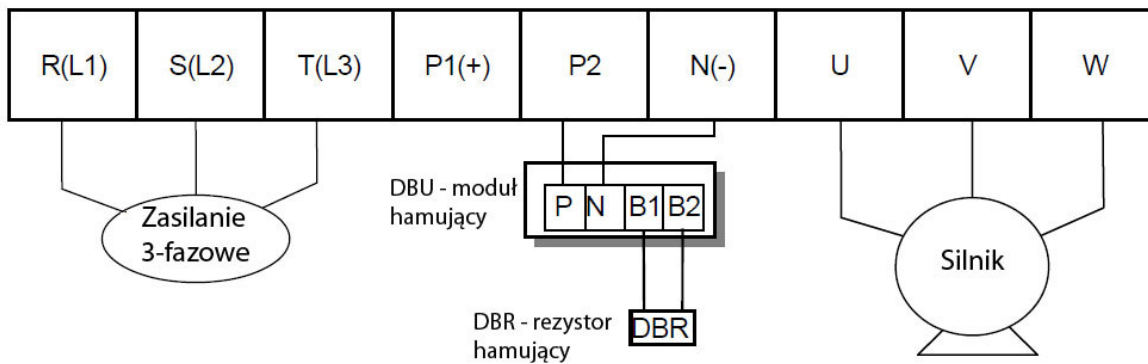 R(L1) S(L2) T(L3) P1(+) P2 N(-) U V W
DBU - moduł
hamujący
P N B1 B2
Zasilanie
3-fazowe
Silnik
DBR - rezystor
hamujący
DBR